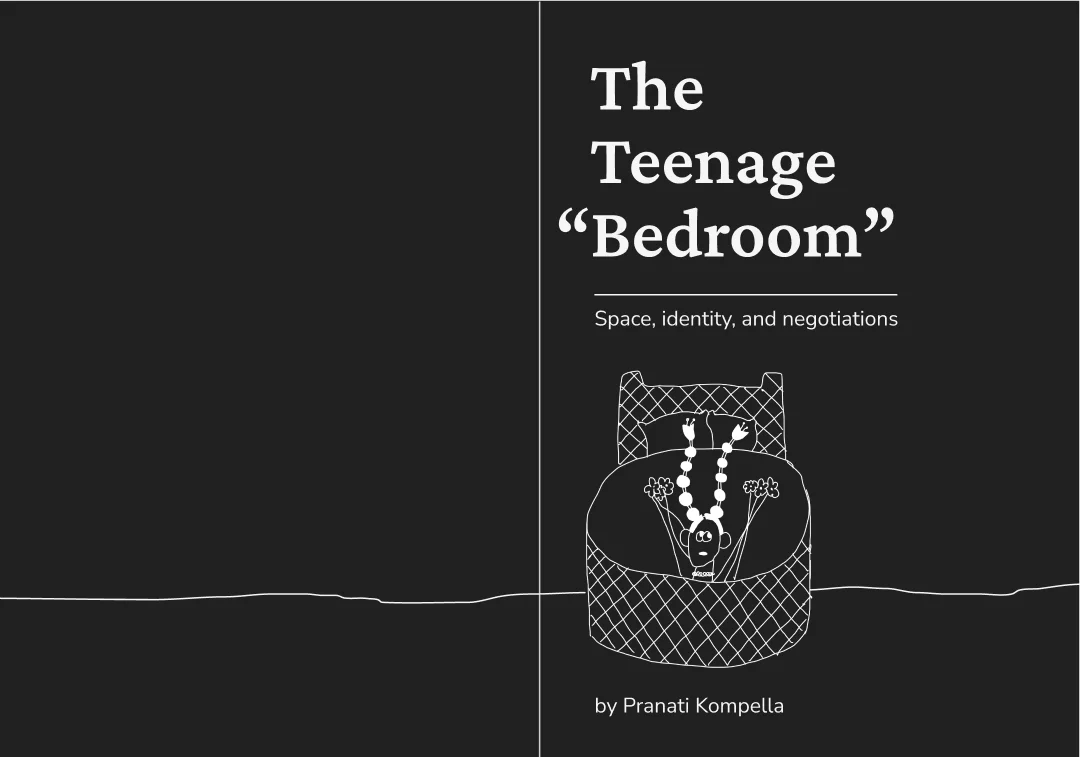 The
Teenage
“Bedroom”
Space, identity, and negotiations
by Pranati Kompella